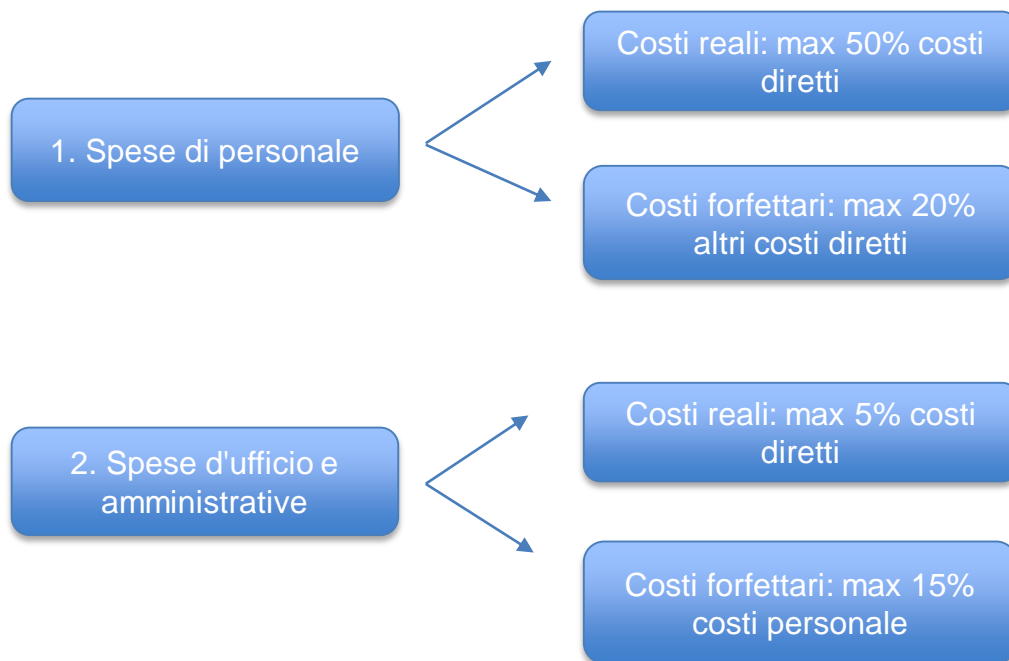 1. Spese di personale
Costi reali: max 50% costi
diretti
Costi forfettari: max 20%
altri costi diretti
2. Spese d'ufficio e
amministrative
Costi reali: max 5% costi
diretti
Costi forfettari: max 15%
costi personale